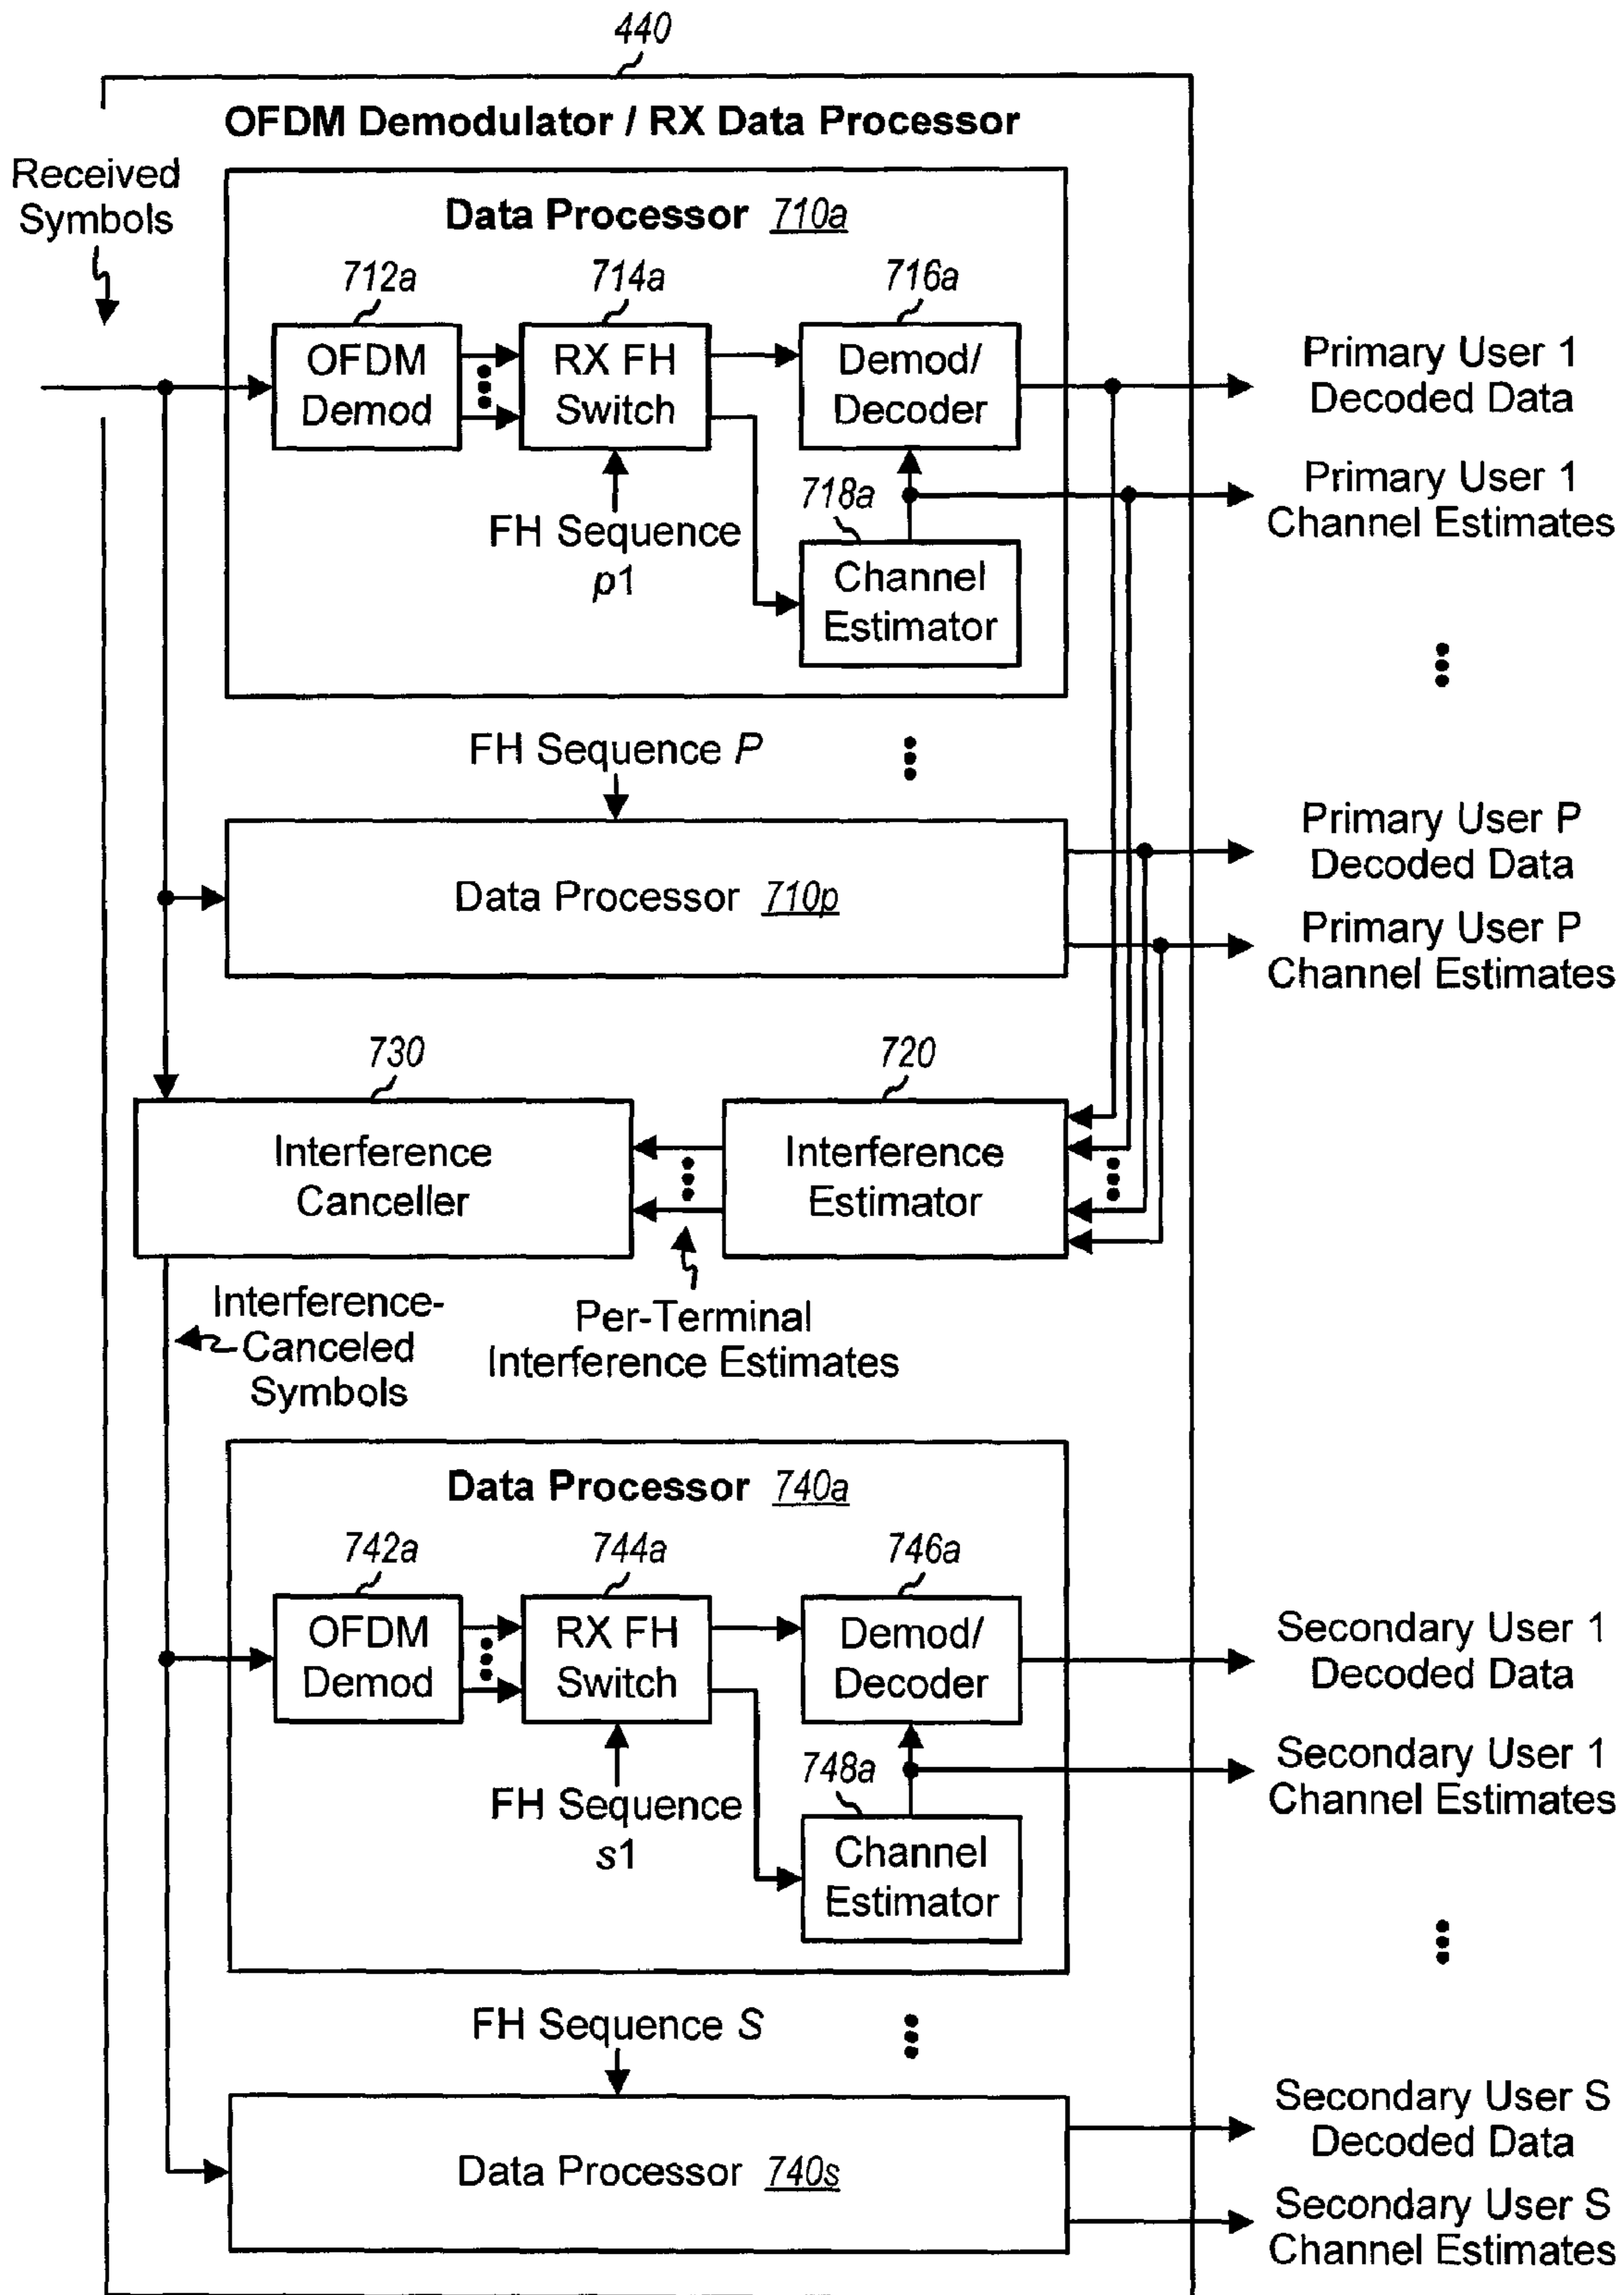 440
OFDM Demodulator / RX Data Processor
Received
Symbols
Data Processor 710a
712a
714a
716a
OFDM
Demod
RX FH
Switch
Demod/
Decoder
Primary User 1
Decoded Data
FH Sequence
p1
718a
Channel
Estimator
Primary User 1
Channel Estimates
FH Sequence P
Data Processor 710p
Primary User P
Decoded Data
Primary User P
Channel Estimates
730
720
Interference
Canceller
Interference
Estimator
Interference-
Canceled
Symbols
Per-Terminal
Interference Estimates
Data Processor 740a
742a
744a
746a
OFDM
Demod
RX FH
Switch
Demod/
Decoder
Secondary User 1
Decoded Data
FH Sequence
s1
748a
Channel
Estimator
Secondary User 1
Channel Estimates
FH Sequence S
Data Processor 740s
Secondary User S
Decoded Data
Secondary User S
Channel Estimates